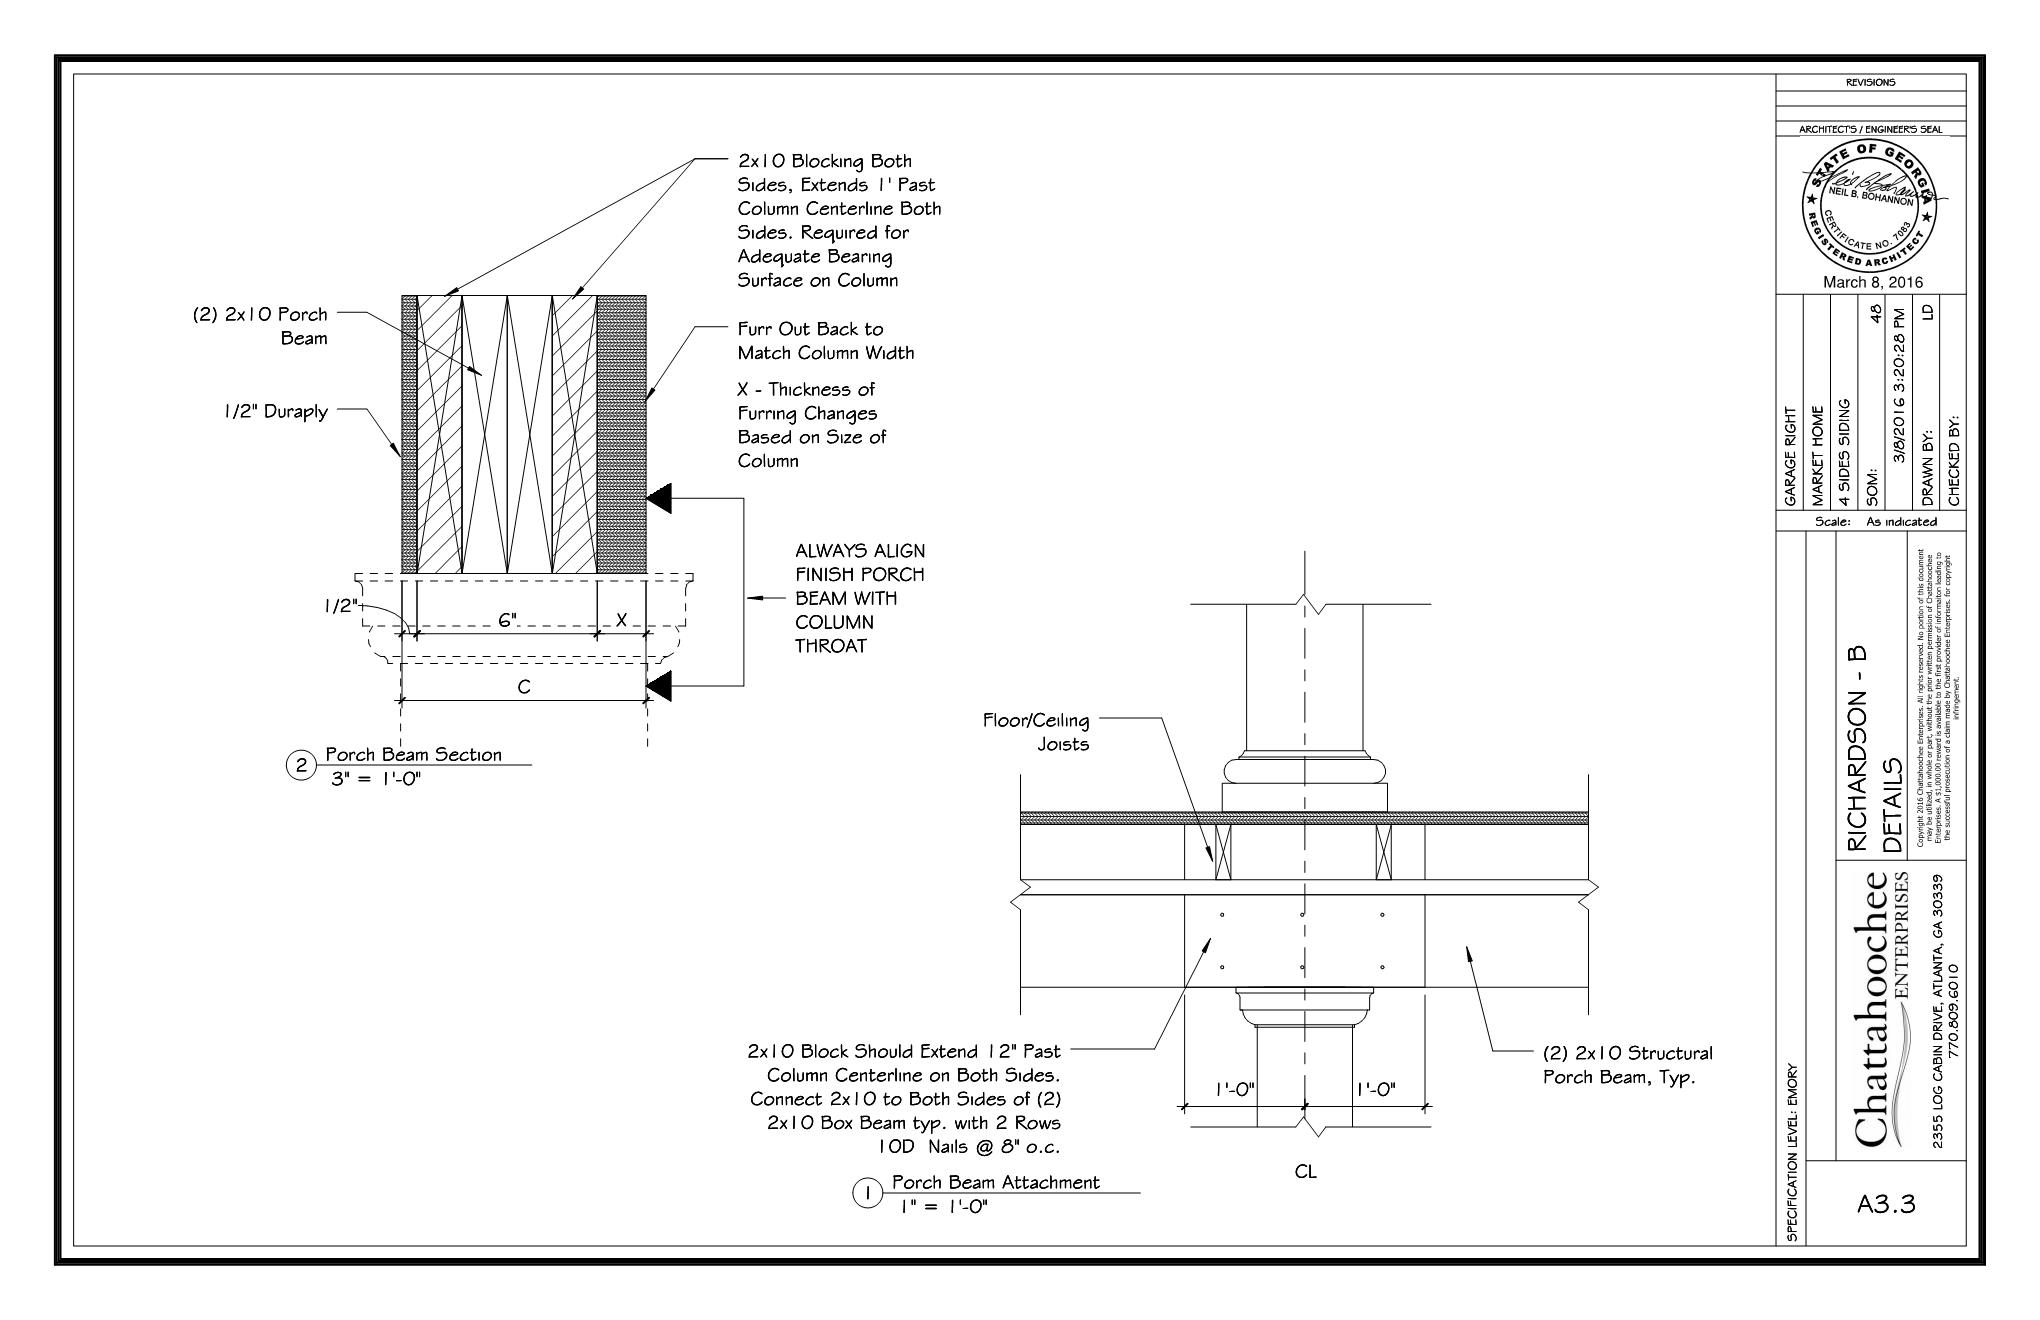 2x10 Blocking Both
Sides, Extends 1' Past
Column Centerline Both
Sides. Required for
Adequate Bearing
Surface on Column
(2) 2x10 Porch
Beam
Furr Out Back to
Match Column Width
X - Thickness of
Furring Changes
Based on Size of
Column
1/2" Duraply
ALWAYS ALIGN
FINISH PORCH
BEAM WITH
COLUMN
THROAT
1/2"
6"
X
C
2
Porch Beam Section
3" = 1'-0"
Floor/Ceiling
Joists
2x10 Block Should Extend 12" Past
Column Centerline on Both Sides.
Connect 2x10 to Both Sides of (2)
2x10 Box Beam typ. with 2 Rows
10D Nails @ 8" o.c.
1'-0"
1'-0"
(2) 2x10 Structural
Porch Beam, Typ.
CL
1
Porch Beam Attachment
1" = 1'-0"
REVISIONS
ARCHITECT'S / ENGINEER'S SEAL
STATE OF GEORGIA
Neil B. Bohannon
NEIL B. BOHANNON
CERTIFICATE NO. 7083
REGISTERED ARCHITECT
March 8, 2016
GARAGE RIGHT
MARKET HOME
4 SIDES SIDING
SOM: 48
3/8/2016 3:20:28 PM
DRAWN BY: LD
CHECKED BY:
Scale: As indicated
RICHARDSON - B
DETAILS
Copyright 2016 Chattahoochee Enterprises. All rights reserved. No portion of this document
may be utilized, in whole or part, without the prior written permission of Chattahoochee
Enterprises. A $1,000.00 reward is available to the first provider of informaiton leading to
the successful prosecution of a claim made by Chattahoochee Enterprises. for copyright
infringement.
Chattahoochee
ENTERPRISES
2355 LOG CABIN DRIVE, ATLANTA, GA 30339
770.809.6010
SPECIFICATION LEVEL: EMORY
A3.3